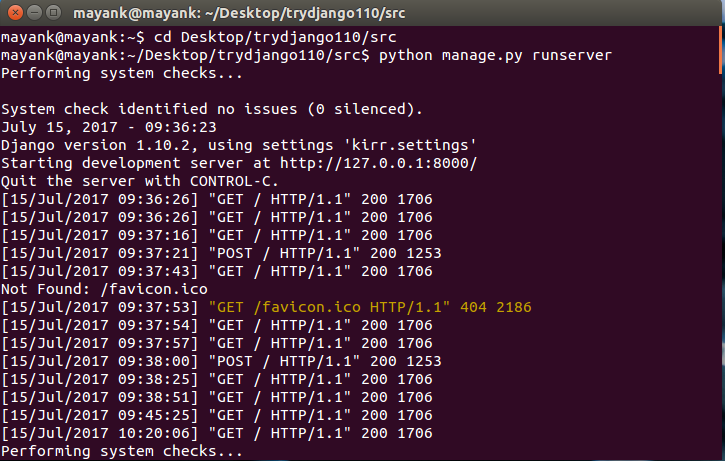 mayank@mayank: ~/Desktop/trydjango110/src
mayank@mayank:~$ cd Desktop/trydjango110/src
mayank@mayank:~/Desktop/trydjango110/src$ python manage.py runserver
Performing system checks...
System check identified no issues (0 silenced).
July 15, 2017 - 09:36:23
Django version 1.10.2, using settings 'kirr.settings'
Starting development server at http://127.0.0.1:8000/
Quit the server with CONTROL-C.
[15/Jul/2017 09:36:26] "GET / HTTP/1.1" 200 1706
[15/Jul/2017 09:36:26] "GET / HTTP/1.1" 200 1706
[15/Jul/2017 09:37:16] "GET / HTTP/1.1" 200 1706
[15/Jul/2017 09:37:21] "POST / HTTP/1.1" 200 1253
[15/Jul/2017 09:37:43] "GET / HTTP/1.1" 200 1706
Not Found: /favicon.ico
[15/Jul/2017 09:37:53] "GET /favicon.ico HTTP/1.1" 404 2186
[15/Jul/2017 09:37:54] "GET / HTTP/1.1" 200 1706
[15/Jul/2017 09:37:57] "GET / HTTP/1.1" 200 1706
[15/Jul/2017 09:38:00] "POST / HTTP/1.1" 200 1253
[15/Jul/2017 09:38:25] "GET / HTTP/1.1" 200 1706
[15/Jul/2017 09:38:51] "GET / HTTP/1.1" 200 1706
[15/Jul/2017 09:45:25] "GET / HTTP/1.1" 200 1706
[15/Jul/2017 10:20:06] "GET / HTTP/1.1" 200 1706
Performing system checks...